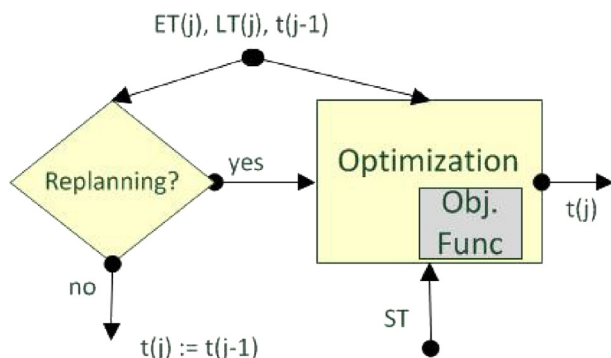 ET(j), LT(j), t(j-1)
Replanning?
yes
Optimization
Obj.
Func
t(j)
no
ST
t(j) := t(j-1)